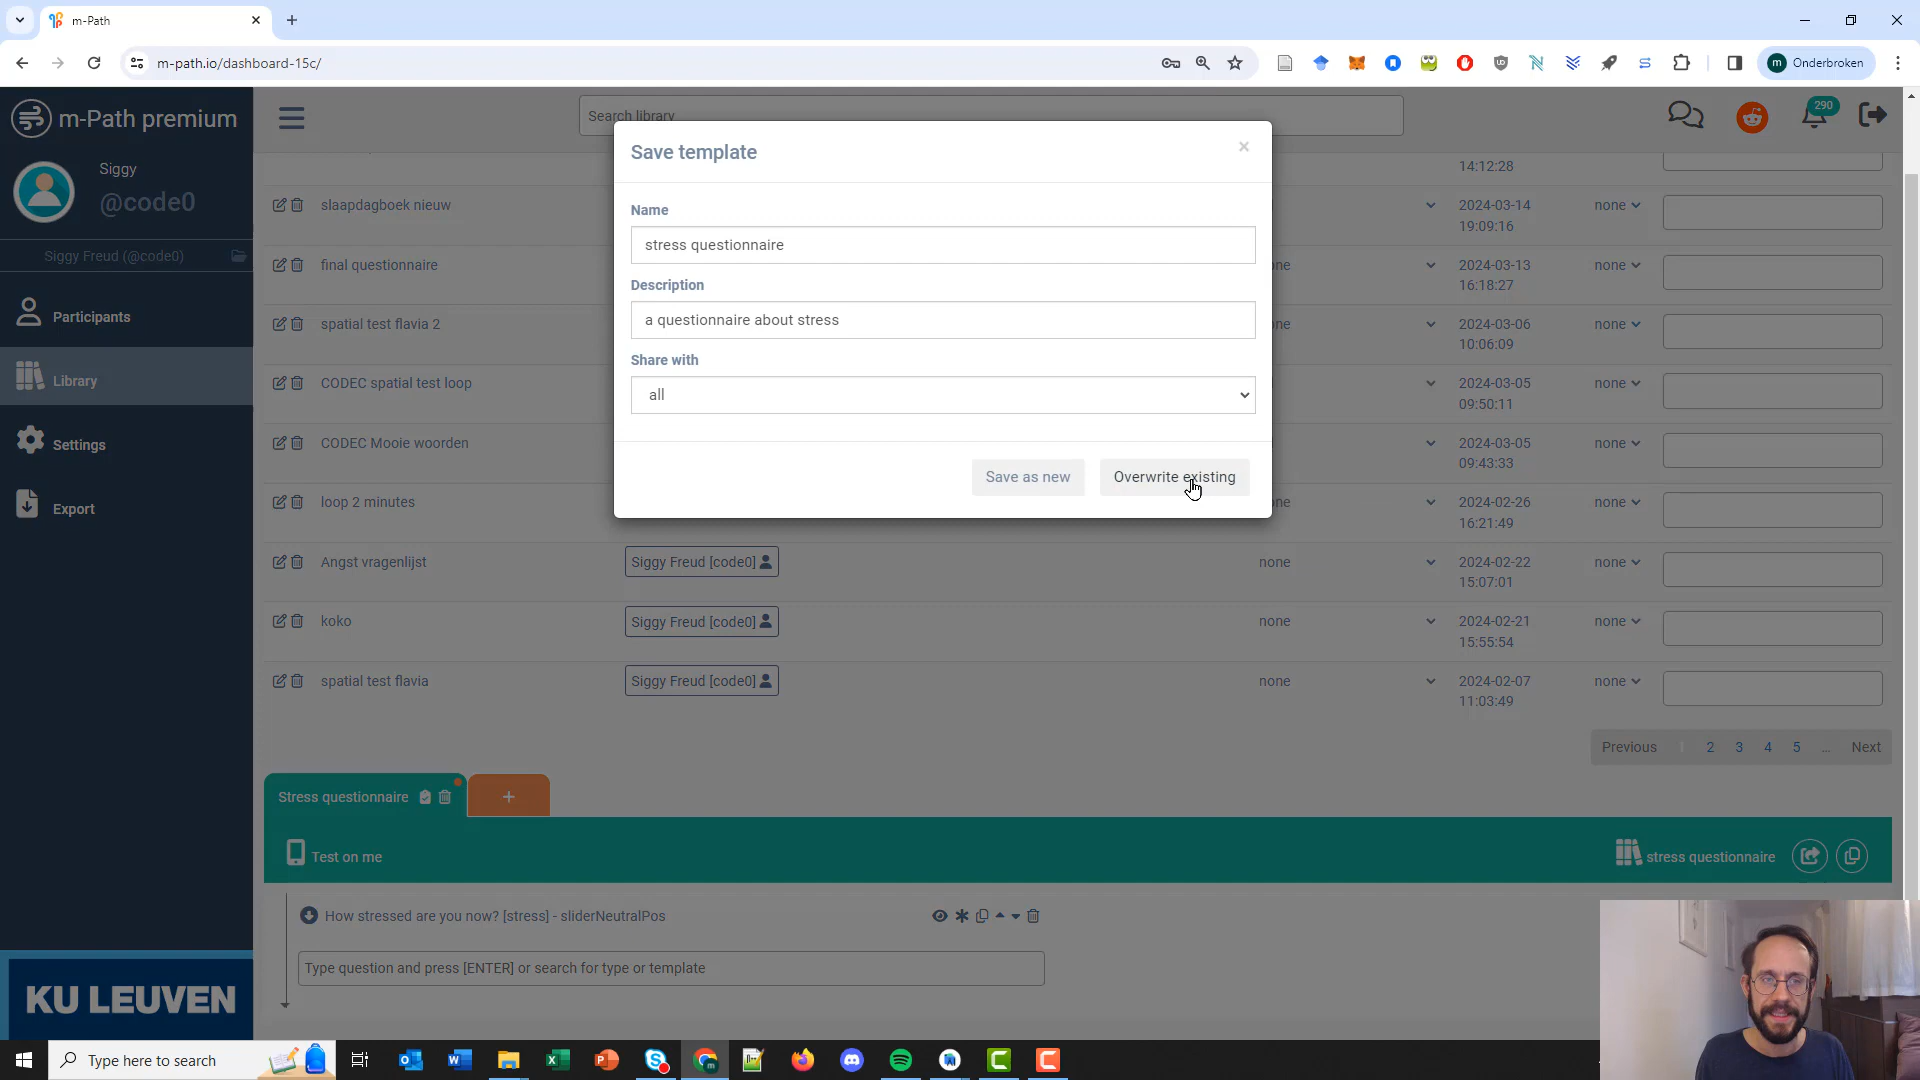 m-Path
m-path.io/dashboard-15c/
Onderbroken
m-Path premium
Search library
290
Siggy
@code0
Siggy Freud (@code0)
Participants
Library
Settings
Export
KU LEUVEN
Save template
Name
stress questionnaire
Description
a questionnaire about stress
Share with
all
Save as new
Overwrite existing
14:12:28
slaapdagboek nieuw
2024-03-14
19:09:16
none
final questionnaire
2024-03-13
16:18:27
none
spatial test flavia 2
2024-03-06
10:06:09
none
CODEC spatial test loop
2024-03-05
09:50:11
none
CODEC Mooie woorden
2024-03-05
09:43:33
none
loop 2 minutes
2024-02-26
16:21:49
none
Angst vragenlijst
Siggy Freud [code0]
none
2024-02-22
15:07:01
none
koko
Siggy Freud [code0]
none
2024-02-21
15:55:54
none
spatial test flavia
Siggy Freud [code0]
none
2024-02-07
11:03:49
none
Previous 1 2 3 4 5 ... Next
Stress questionnaire
+
Test on me
stress questionnaire
How stressed are you now? [stress] - sliderNeutralPos
Type question and press [ENTER] or search for type or template
Type here to search